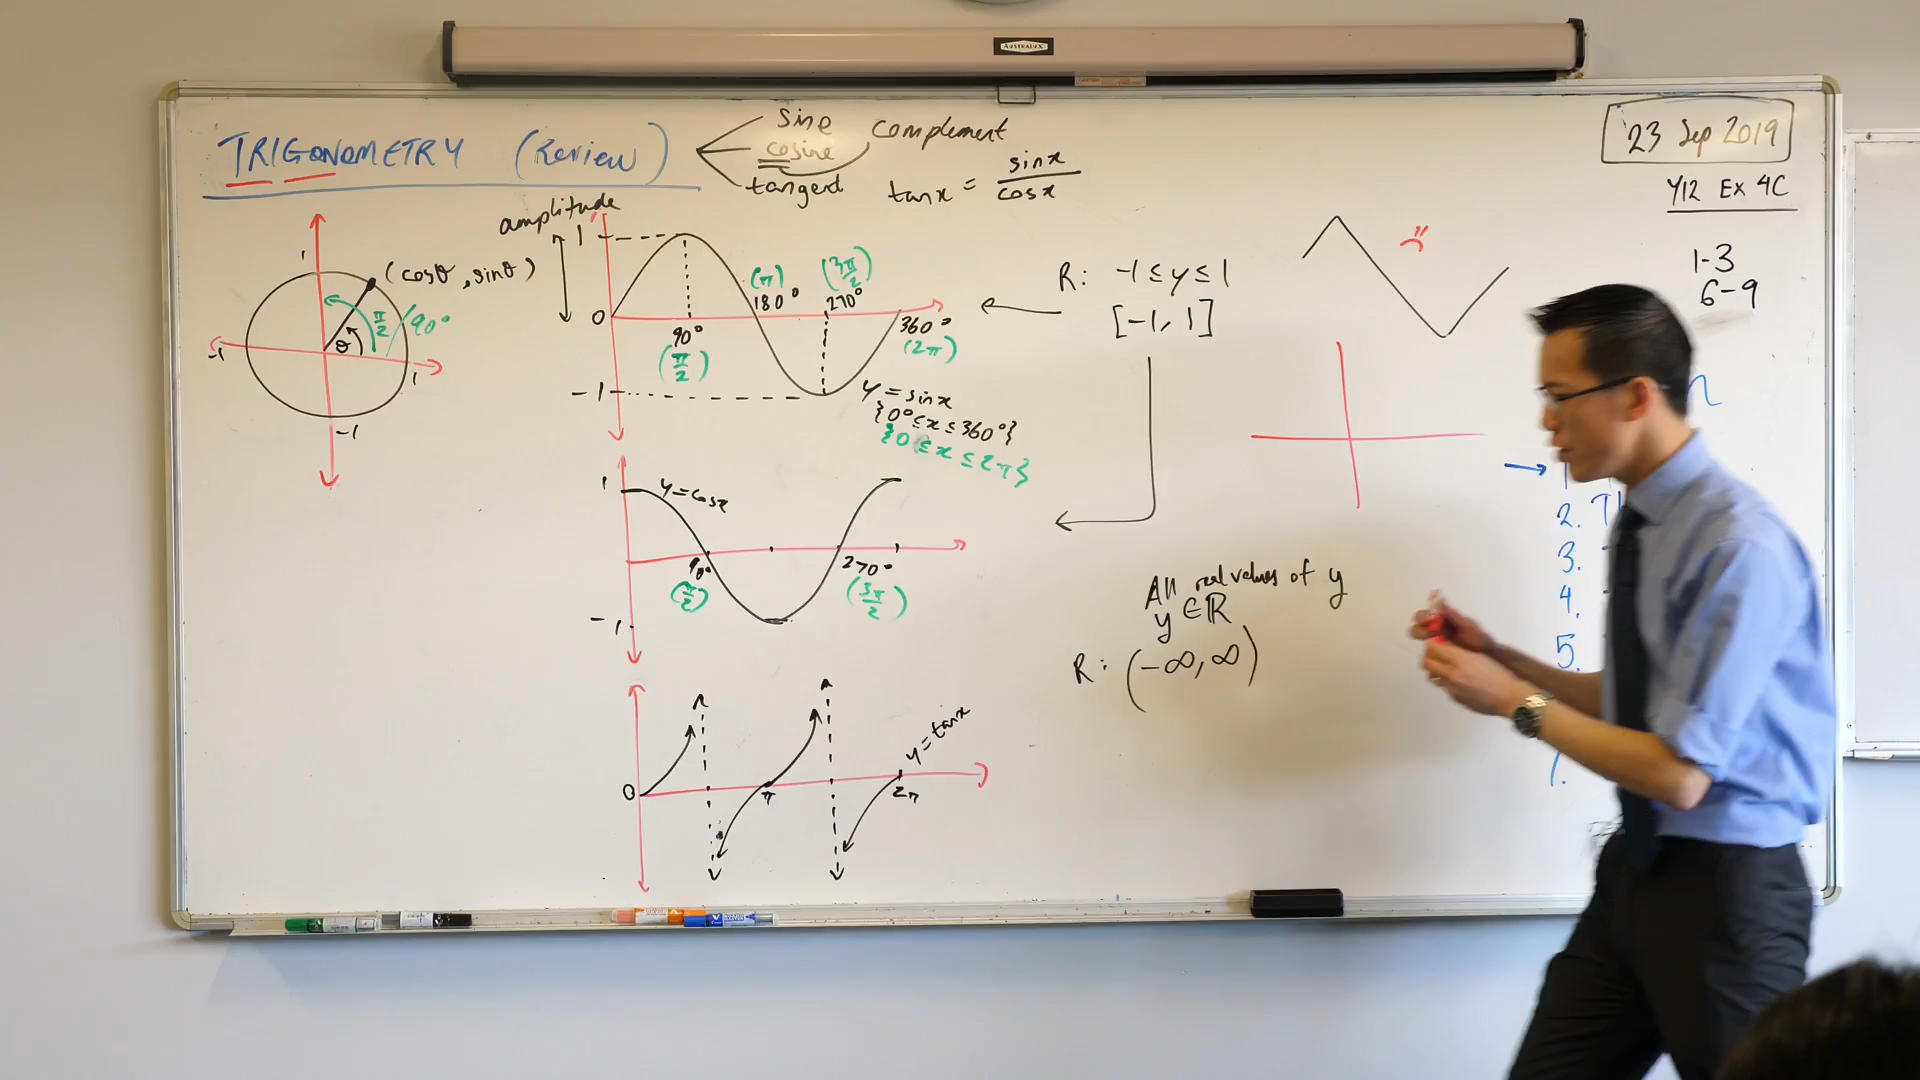 AUSTRALUX
TRIGONOMETRY (Review)
sine
cosine
tangent
complement
tan x = sin x / cos x
23 Sep 2019
Y12 Ex 4C
1-3
6-9
1
-1
1
-1
(cosθ, sinθ)
θ
π/2 / 90°
amplitude
1
0
-1
90°
(π/2)
(π)
180°
(3π/2)
270°
360°
(2π)
y = sin x
{0° ≤ x ≤ 360°}
{0 ≤ x ≤ 2π}
R: -1 ≤ y ≤ 1
[-1, 1]
1
y = cos x
90°
(π/2)
270°
(3π/2)
-1
All real values of y
y ∈ ℝ
R: (-∞, ∞)
0
π
2π
y = tan x
1
2.
3.
4.
5.